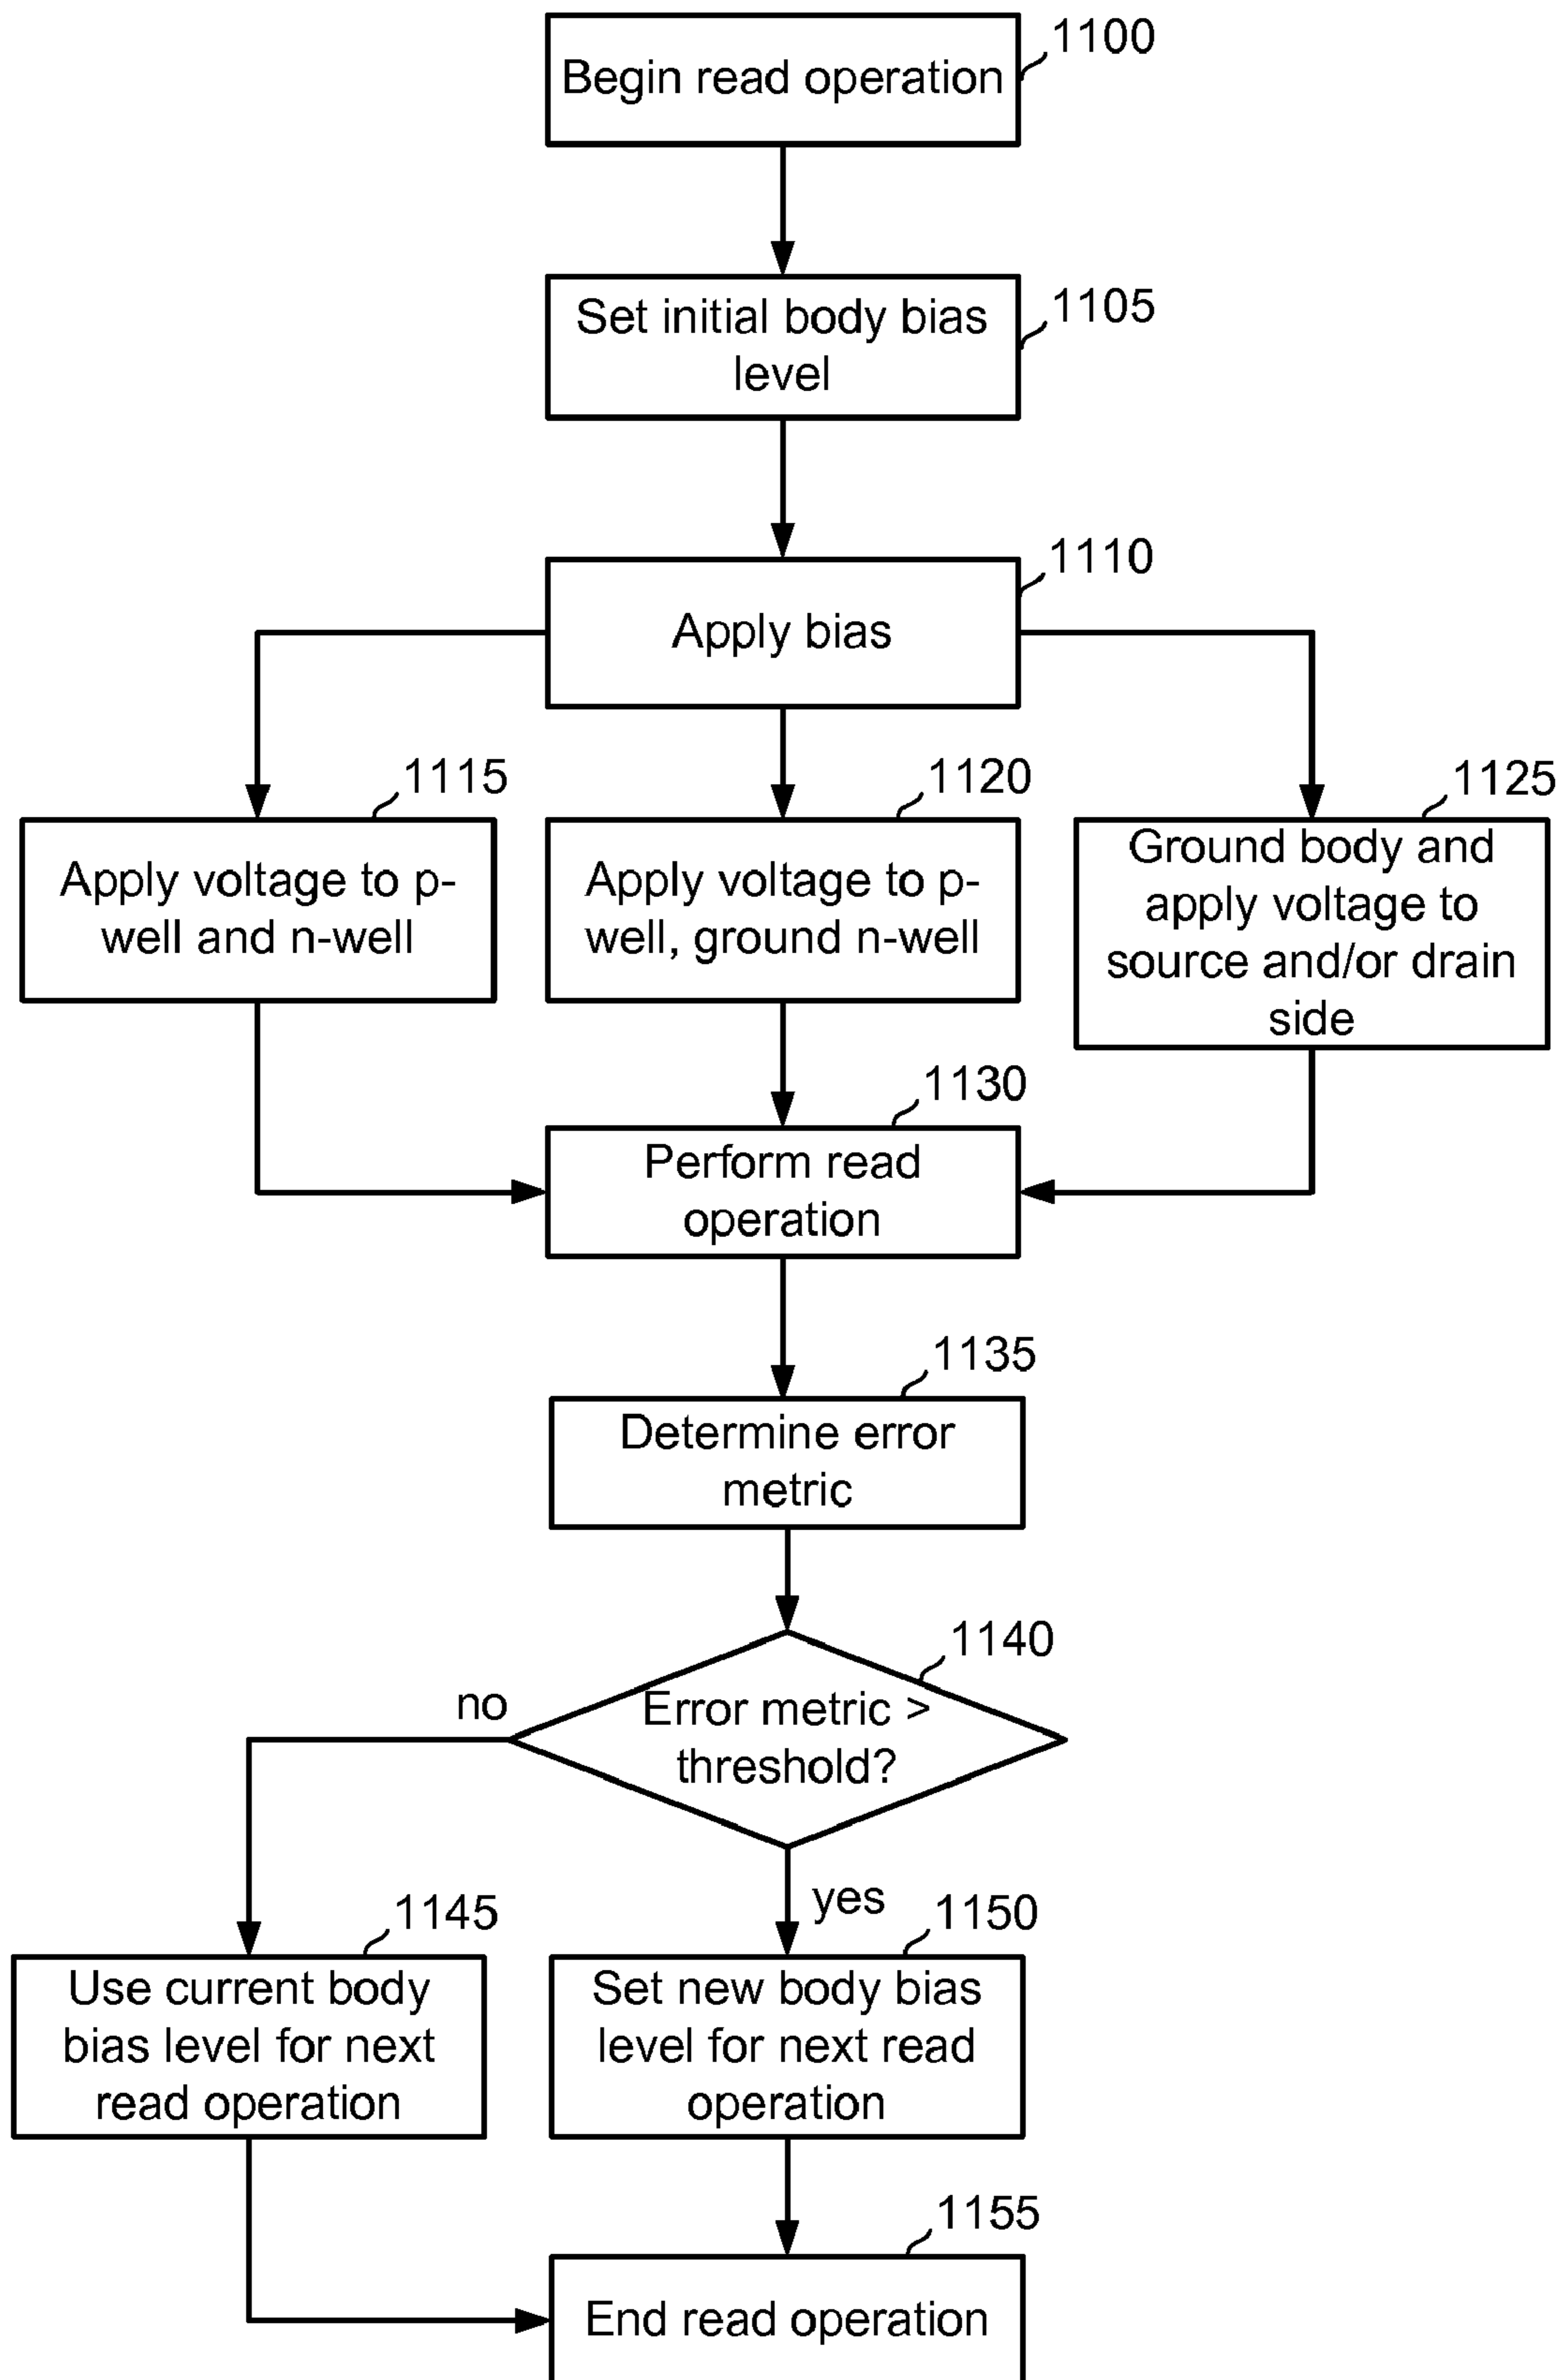 1100
Begin read operation
1105
Set initial body bias
level
1110
Apply bias
1115
Apply voltage to p-
well and n-well
1120
Apply voltage to p-
well, ground n-well
1125
Ground body and
apply voltage to
source and/or drain
side
1130
Perform read
operation
1135
Determine error
metric
1140
Error metric >
threshold?
no
yes
1145
Use current body
bias level for next
read operation
1150
Set new body bias
level for next read
operation
1155
End read operation